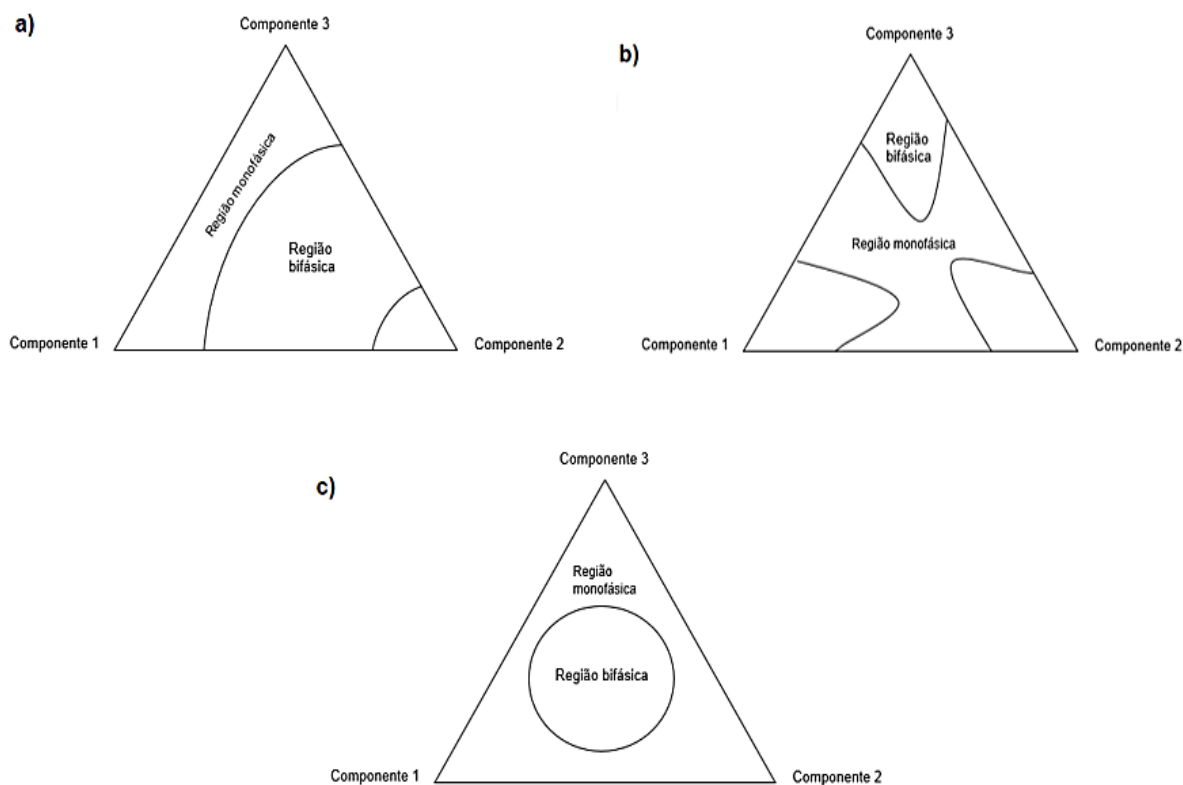 a)
Componente 3
Região monofásica
Região
bifásica
Componente 1
Componente 2
b)
Componente 3
Região
bifásica
Região monofásica
Componente 1
Componente 2
c)
Componente 3
Região
monofásica
Região bifásica
Componente 1
Componente 2